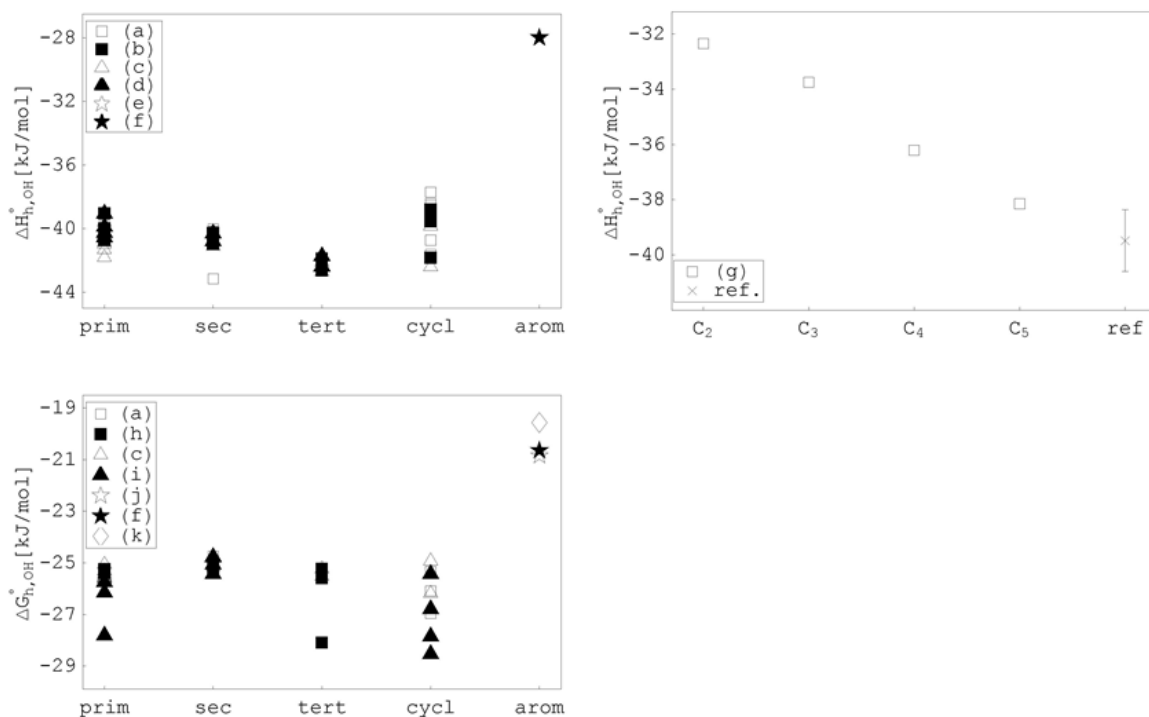 ΔH°h,OH[kJ/mol]
-28
-32
-36
-40
-44
(a)
(b)
(c)
(d)
(e)
(f)
prim sec tert cycl arom
ΔH°h,OH[kJ/mol]
-32
-34
-36
-38
-40
(g)
ref.
C2 C3 C4 C5 ref
ΔG°h,OH[kJ/mol]
-19
-21
-23
-25
-27
-29
(a)
(h)
(c)
(i)
(j)
(f)
(k)
prim sec tert cycl arom